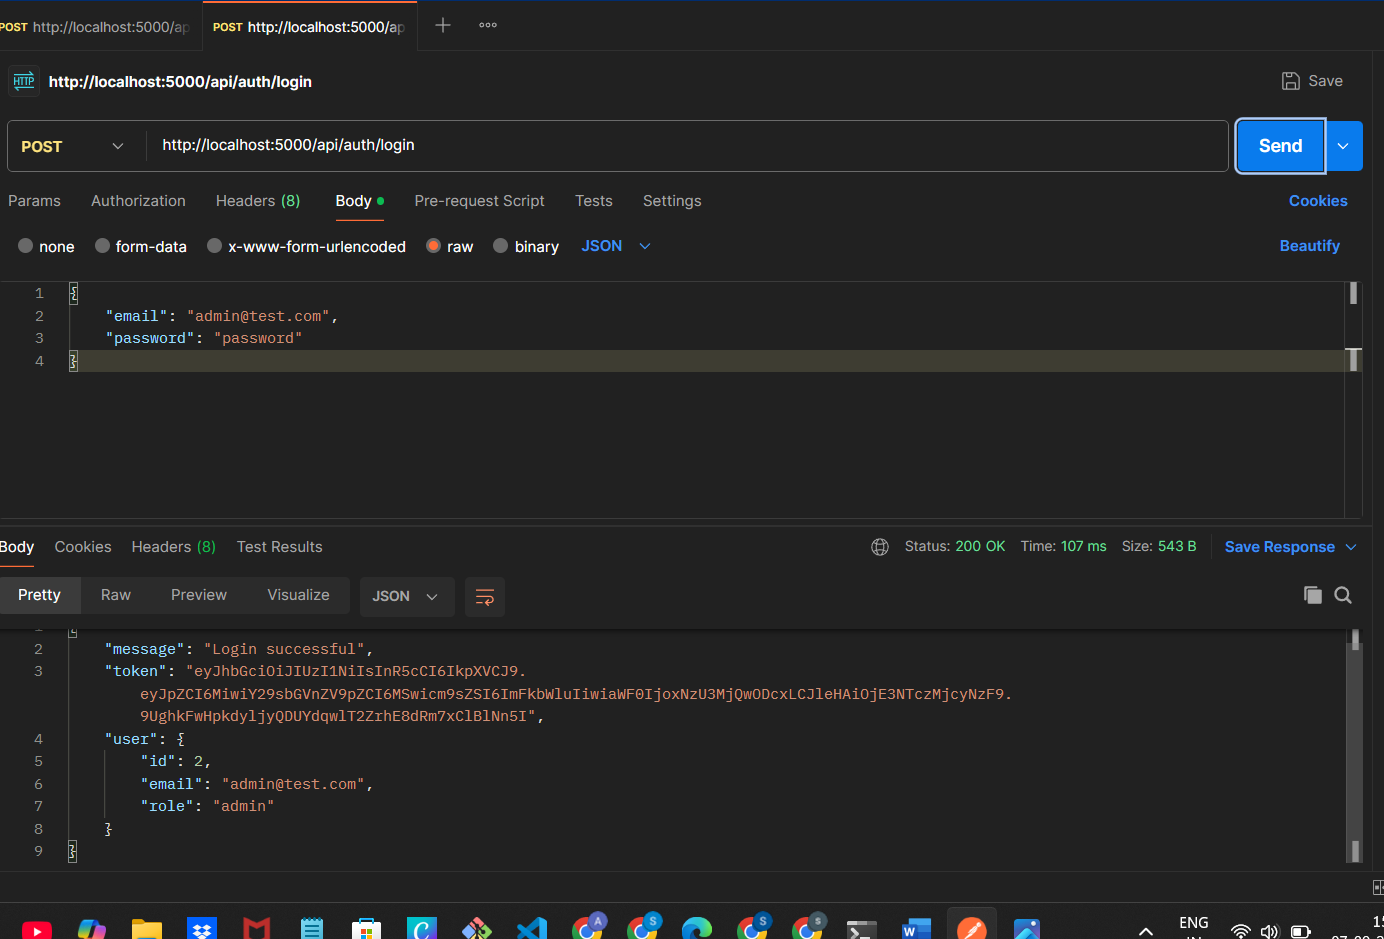 POST http://localhost:5000/ap POST http://localhost:5000/ap
HTTP http://localhost:5000/api/auth/login Save
POST http://localhost:5000/api/auth/login Send
Params Authorization Headers (8) Body Pre-request Script Tests Settings Cookies
none form-data x-www-form-urlencoded raw binary JSON Beautify
1 {
2 "email": "admin@test.com",
3 "password": "password"
4 }
Body Cookies Headers (8) Test Results Status: 200 OK Time: 107 ms Size: 543 B Save Response
Pretty Raw Preview Visualize JSON
1 {
2 "message": "Login successful",
3 "token": "eyJhbGciOiJIUzI1NiIsInR5cCI6IkpXVCJ9.
eyJpZCI6MiwiY29sbGVnZV9pZCI6MSwicm9sZSI6ImFkbWluIiwiaWF0IjoxNzU3MjQwODcxLCJleHAiOjE3NTczMjcyNzF9.
9UghkFwHpkdyljyQDUYdqwlT2ZrhE8dRm7xClBlNn5I",
4 "user": {
5 "id": 2,
6 "email": "admin@test.com",
7 "role": "admin"
8 }
9 }
A S S s
ENG